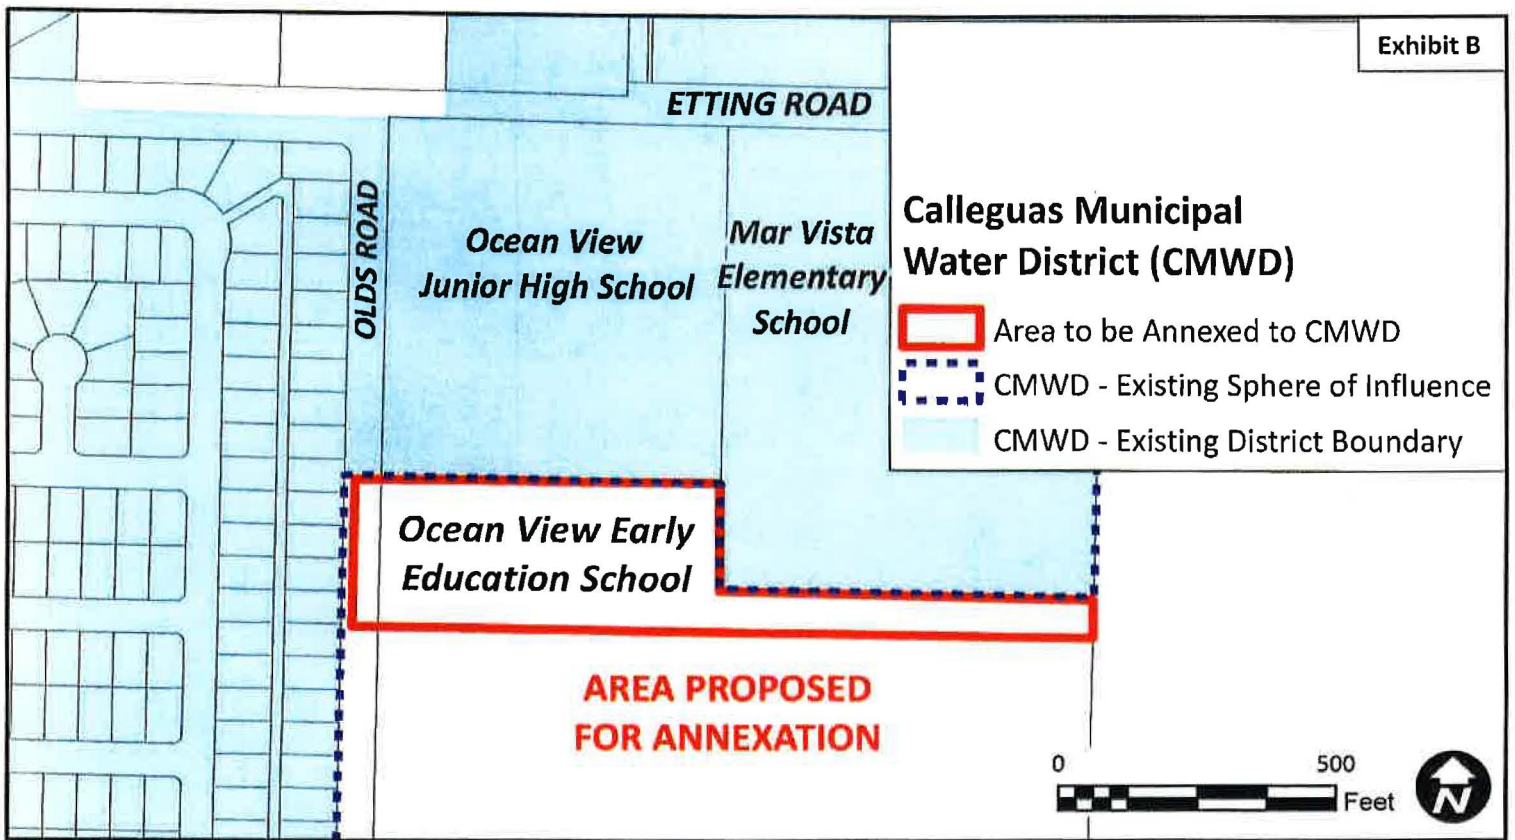 Exhibit B
ETTING ROAD
OLDS ROAD
Ocean View
Junior High School
Mar Vista
Elementary
School
Calleguas Municipal
Water District (CMWD)
Area to be Annexed to CMWD
CMWD - Existing Sphere of Influence
CMWD - Existing District Boundary
Ocean View Early
Education School
AREA PROPOSED
FOR ANNEXATION
0 500
Feet
N